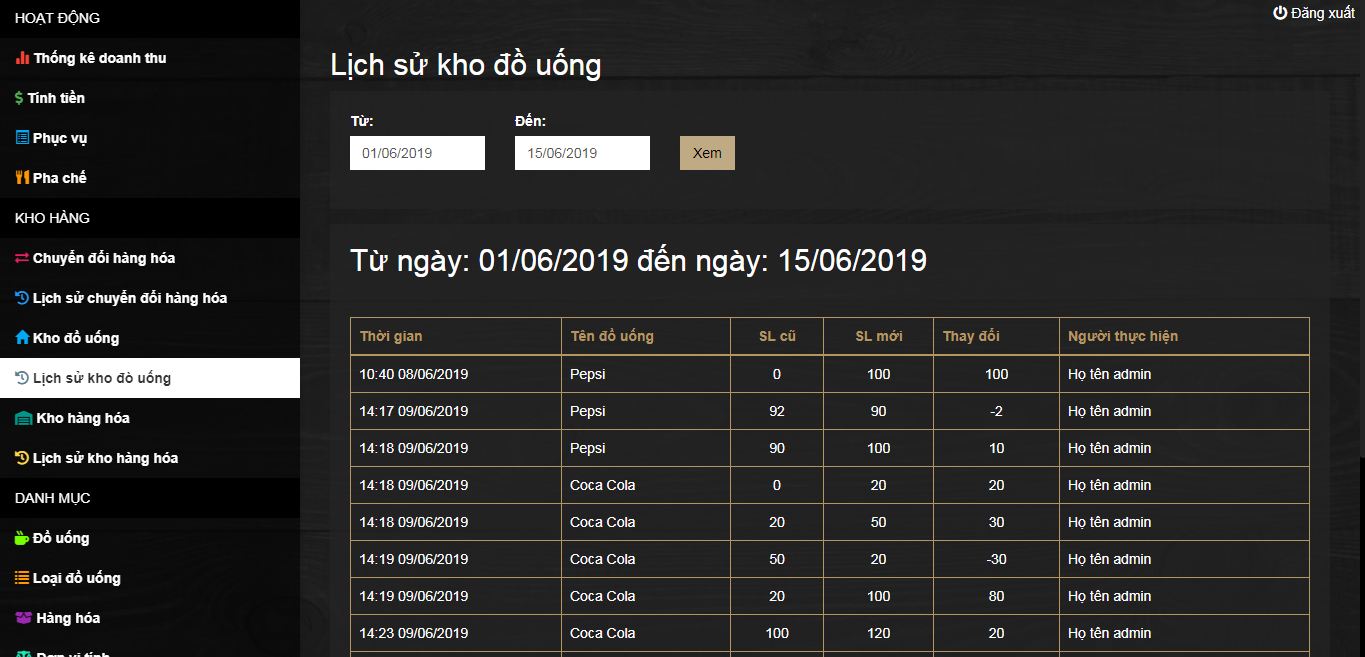 HOẠT ĐỘNG
Thống kê doanh thu
Tính tiền
Phục vụ
Pha chế
KHO HÀNG
Chuyển đổi hàng hóa
Lịch sử chuyển đổi hàng hóa
Kho đồ uống
Lịch sử kho đồ uống
Kho hàng hóa
Lịch sử kho hàng hóa
DANH MỤC
Đồ uống
Loại đồ uống
Hàng hóa
Đơn vị tính
Đăng xuất
Lịch sử kho đồ uống
Từ: Đến:
01/06/2019 15/06/2019 Xem
Từ ngày: 01/06/2019 đến ngày: 15/06/2019
Thời gian Tên đồ uống SL cũ SL mới Thay đổi Người thực hiện
10:40 08/06/2019 Pepsi 0 100 100 Họ tên admin
14:17 09/06/2019 Pepsi 92 90 -2 Họ tên admin
14:18 09/06/2019 Pepsi 90 100 10 Họ tên admin
14:18 09/06/2019 Coca Cola 0 20 20 Họ tên admin
14:18 09/06/2019 Coca Cola 20 50 30 Họ tên admin
14:19 09/06/2019 Coca Cola 50 20 -30 Họ tên admin
14:19 09/06/2019 Coca Cola 20 100 80 Họ tên admin
14:23 09/06/2019 Coca Cola 100 120 20 Họ tên admin